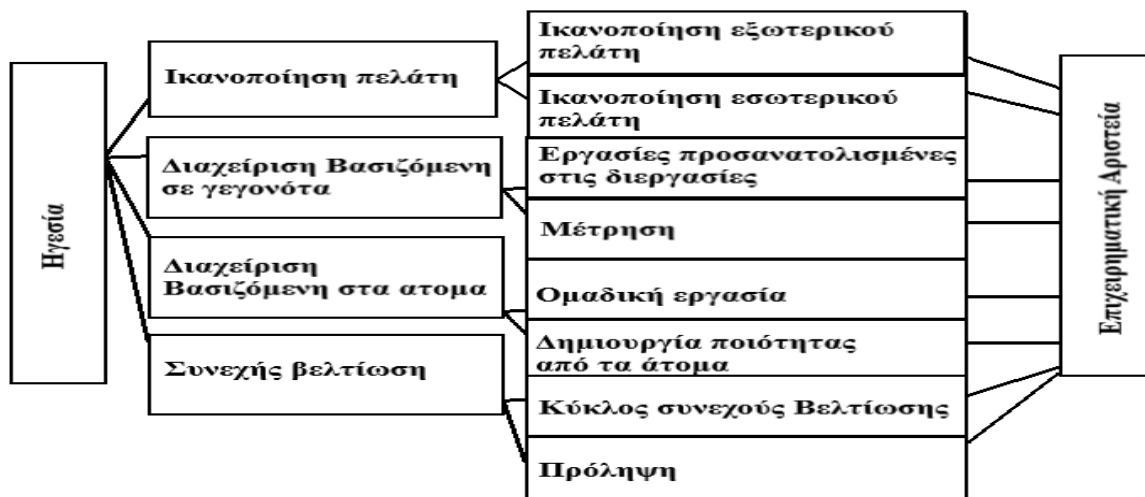 Ηγεσία
Ικανοποίηση πελάτη
Διαχείριση Βασιζόμενη
σε γεγονότα
Διαχείριση
Βασιζόμενη στα ατομα
Συνεχής βελτίωση
Ικανοποίηση εξωτερικού
πελάτη
Ικανοποίηση εσωτερικού
πελάτη
Εργασίες προσανατολισμένες
στις διεργασίες
Μέτρηση
Ομαδική εργασία
Δημιουργία ποιότητας
από τα άτομα
Κύκλος συνεχούς Βελτίωσης
Πρόληψη
Επιχειρηματική Αριστεία